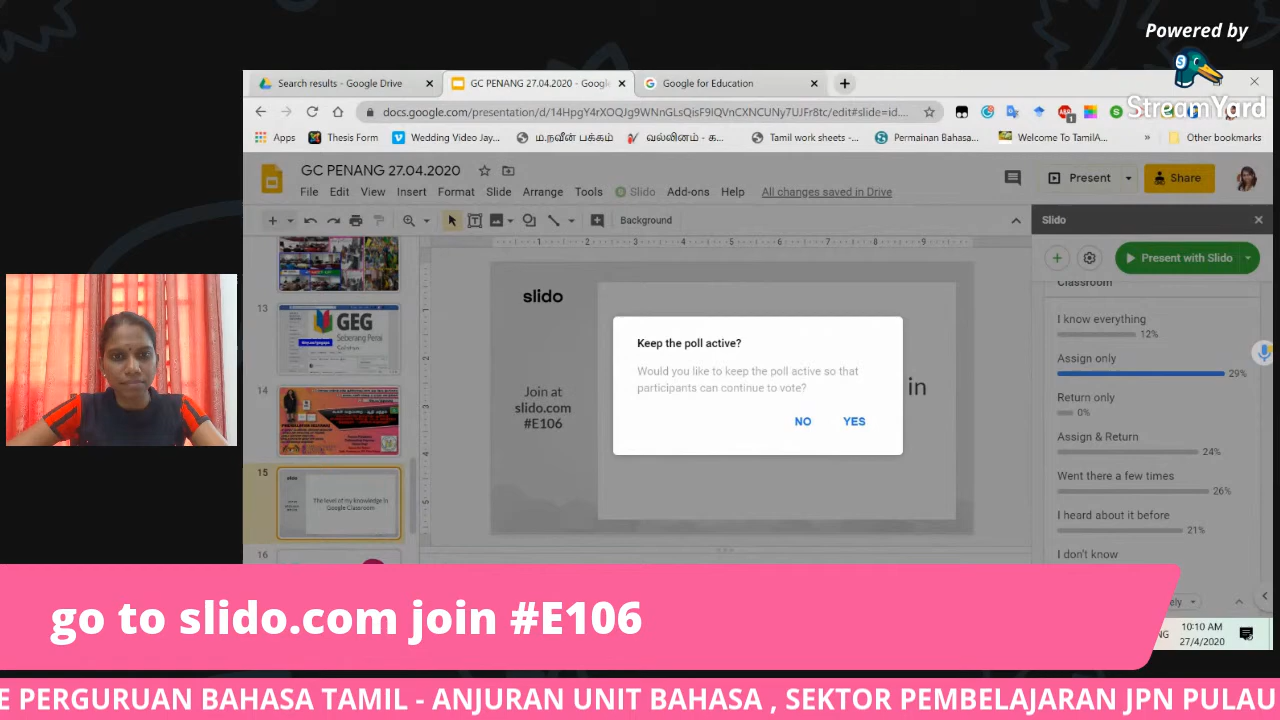 Powered by
StreamYard
Search results - Google Drive
GC PENANG 27.04.2020 - Google
Google for Education
docs.google.com/presentation/d/14HpgY4rXOQJg9WNnGLsQisF9IQVnCXNCUNy7UJFr8tc/edit#slide=id....
Apps
Thesis Form
Wedding Video Jay...
ம.நவீன் பக்கம்
வல்லினம் - க...
Tamil work sheets -...
Permainan Bahasa...
Welcome To TamilA...
Other bookmarks
GC PENANG 27.04.2020
File Edit View Insert Format Slide Arrange Tools Slido Add-ons Help All changes saved in Drive
Present
Share
Background
Slido
Present with Slido
Classroom
I know everything
12%
Assign only
29%
Return only
0%
Assign & Return
24%
Went there a few times
26%
I heard about it before
21%
I don't know
13
GEG
Seberang Perai
14
15
slido
The level of my knowledge in
Google Classroom
16
slido
Join at
slido.com
#E106
in
Keep the poll active?
Would you like to keep the poll active so that
participants can continue to vote?
NO YES
10:10 AM
27/4/2020
go to slido.com join #E106
E PERGURUAN BAHASA TAMIL - ANJURAN UNIT BAHASA , SEKTOR PEMBELAJARAN JPN PULAU